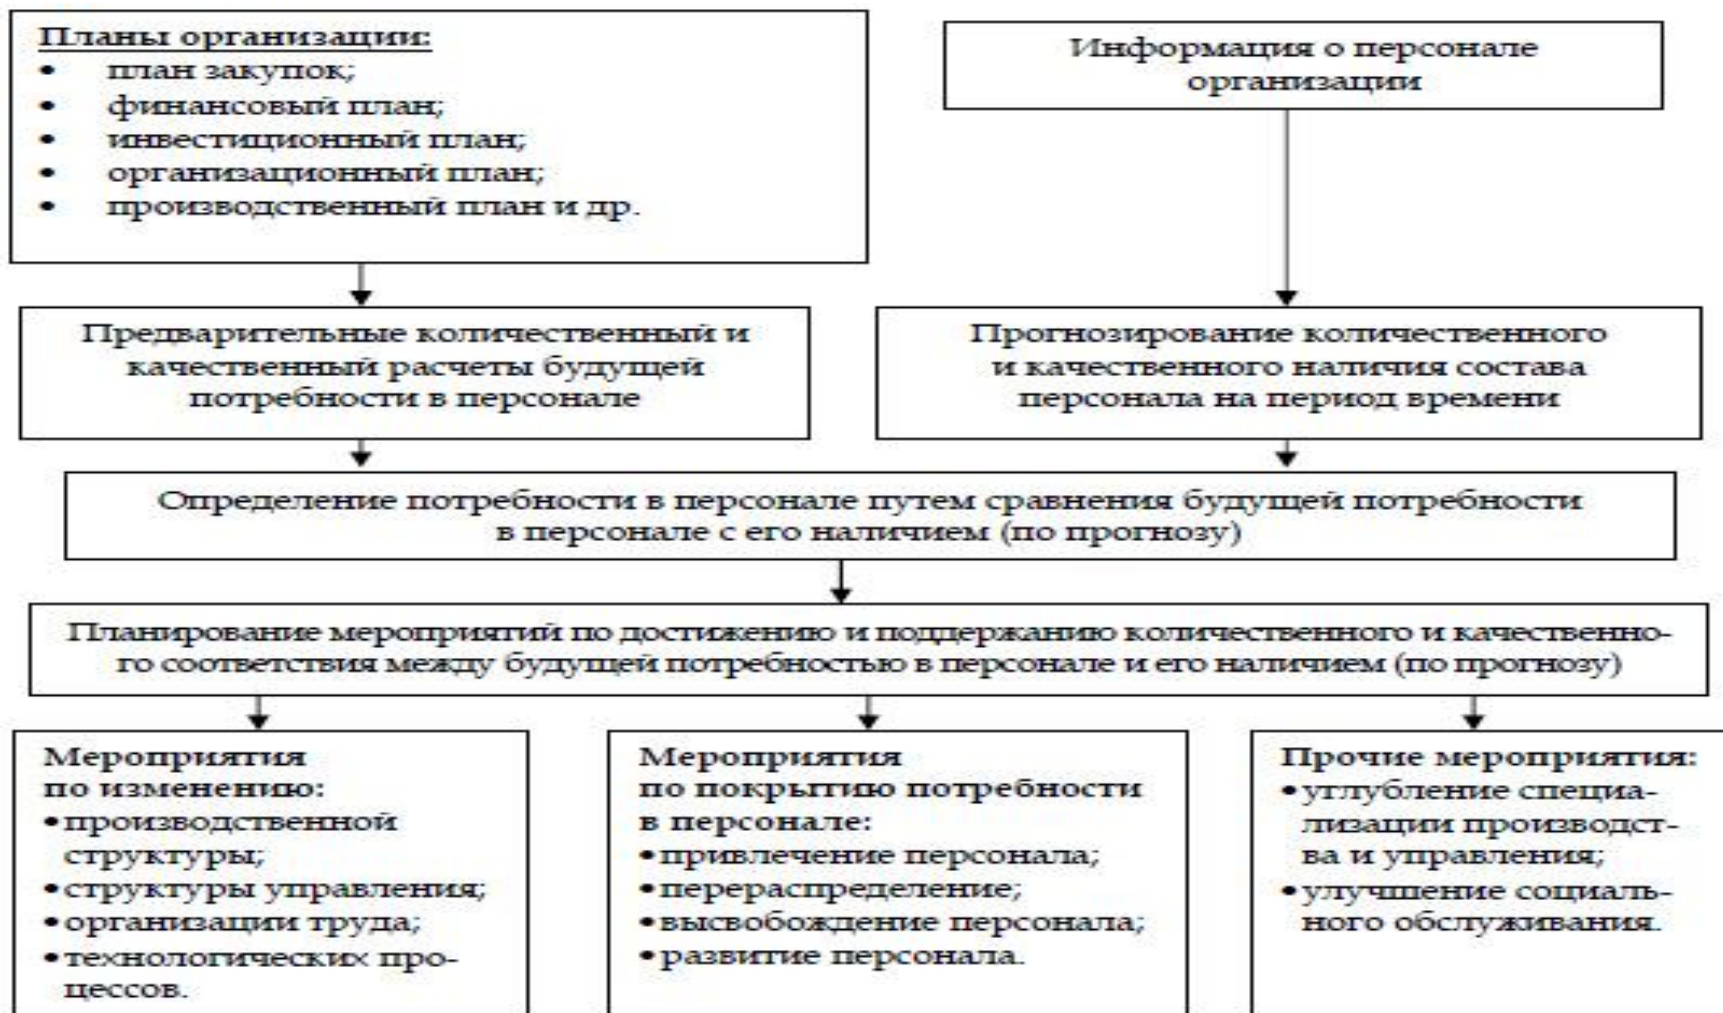 Планы организации:
• план закупок;
• финансовый план;
• инвестиционный план;
• организационный план;
• производственный план и др.
Информация о персонале
организации
Предварительные количественный и
качественный расчеты будущей
потребности в персонале
Прогнозирование количественного
и качественного наличия состава
персонала на период времени
Определение потребности в персонале путем сравнения будущей потребности
в персонале с его наличием (по прогнозу)
Планирование мероприятий по достижению и поддержанию количественного и качественно-
го соответствия между будущей потребностью в персонале и его наличием (по прогнозу)
Мероприятия
по изменению:
•производственной
структуры;
•структуры управления;
•организации труда;
•технологических про-
цессов.
Мероприятия
по покрытию потребности
в персонале:
•привлечение персонала;
•перераспределение;
•высвобождение персонала;
•развитие персонала.
Прочие мероприятия:
•углубление специа-
лизации производст-
ва и управления;
•улучшение социаль-
ного обслуживания.